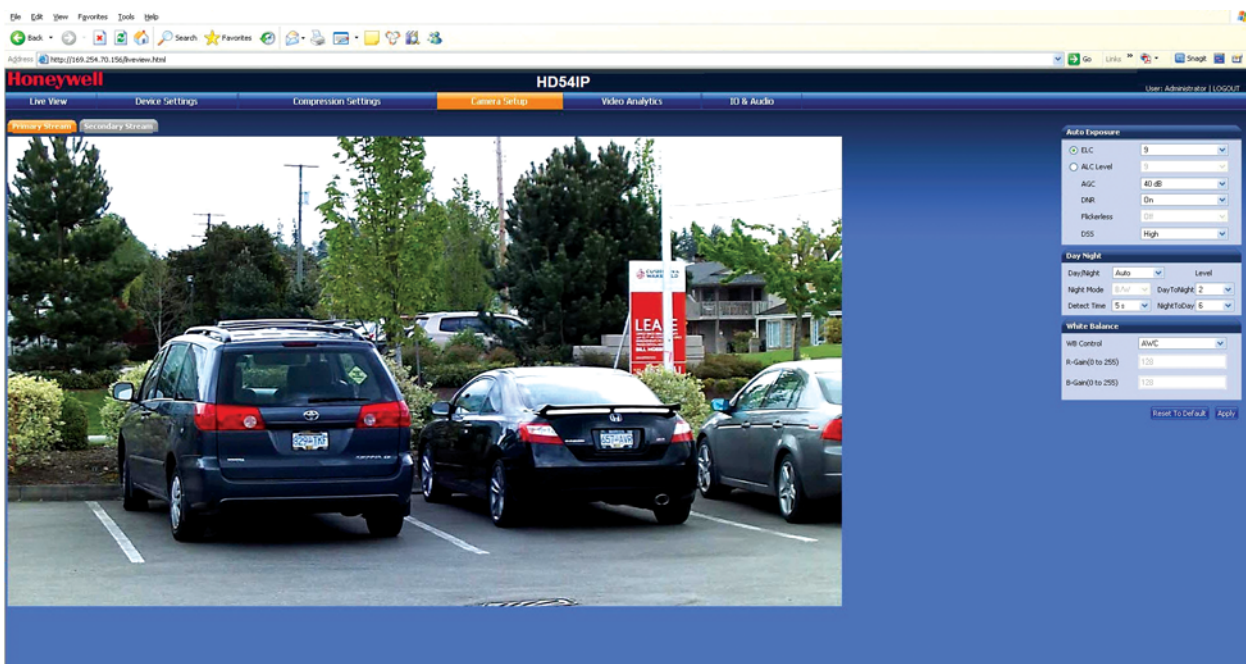 File Edit View Favorites Tools Help
Back Search Favorites
Address http://169.254.70.156/liveview.html Go Links » SnagIt
Honeywell
HD54IP
User: Administrator | LOGOUT
Live View Device Settings Compression Settings Camera Setup Video Analytics IO & Audio
Primary Stream Secondary Stream
Auto Exposure
ELC 9
ALC Level 9
AGC 40 dB
DNR On
Flickerless Off
DSS High
Day Night
Day/Night Auto Level
Night Mode B/W DayToNight 2
Detect Time 5 s NightToDay 6
White Balance
WB Control AWC
R-Gain(0 to 255) 128
B-Gain(0 to 255) 128
Reset To Default Apply
LEASE